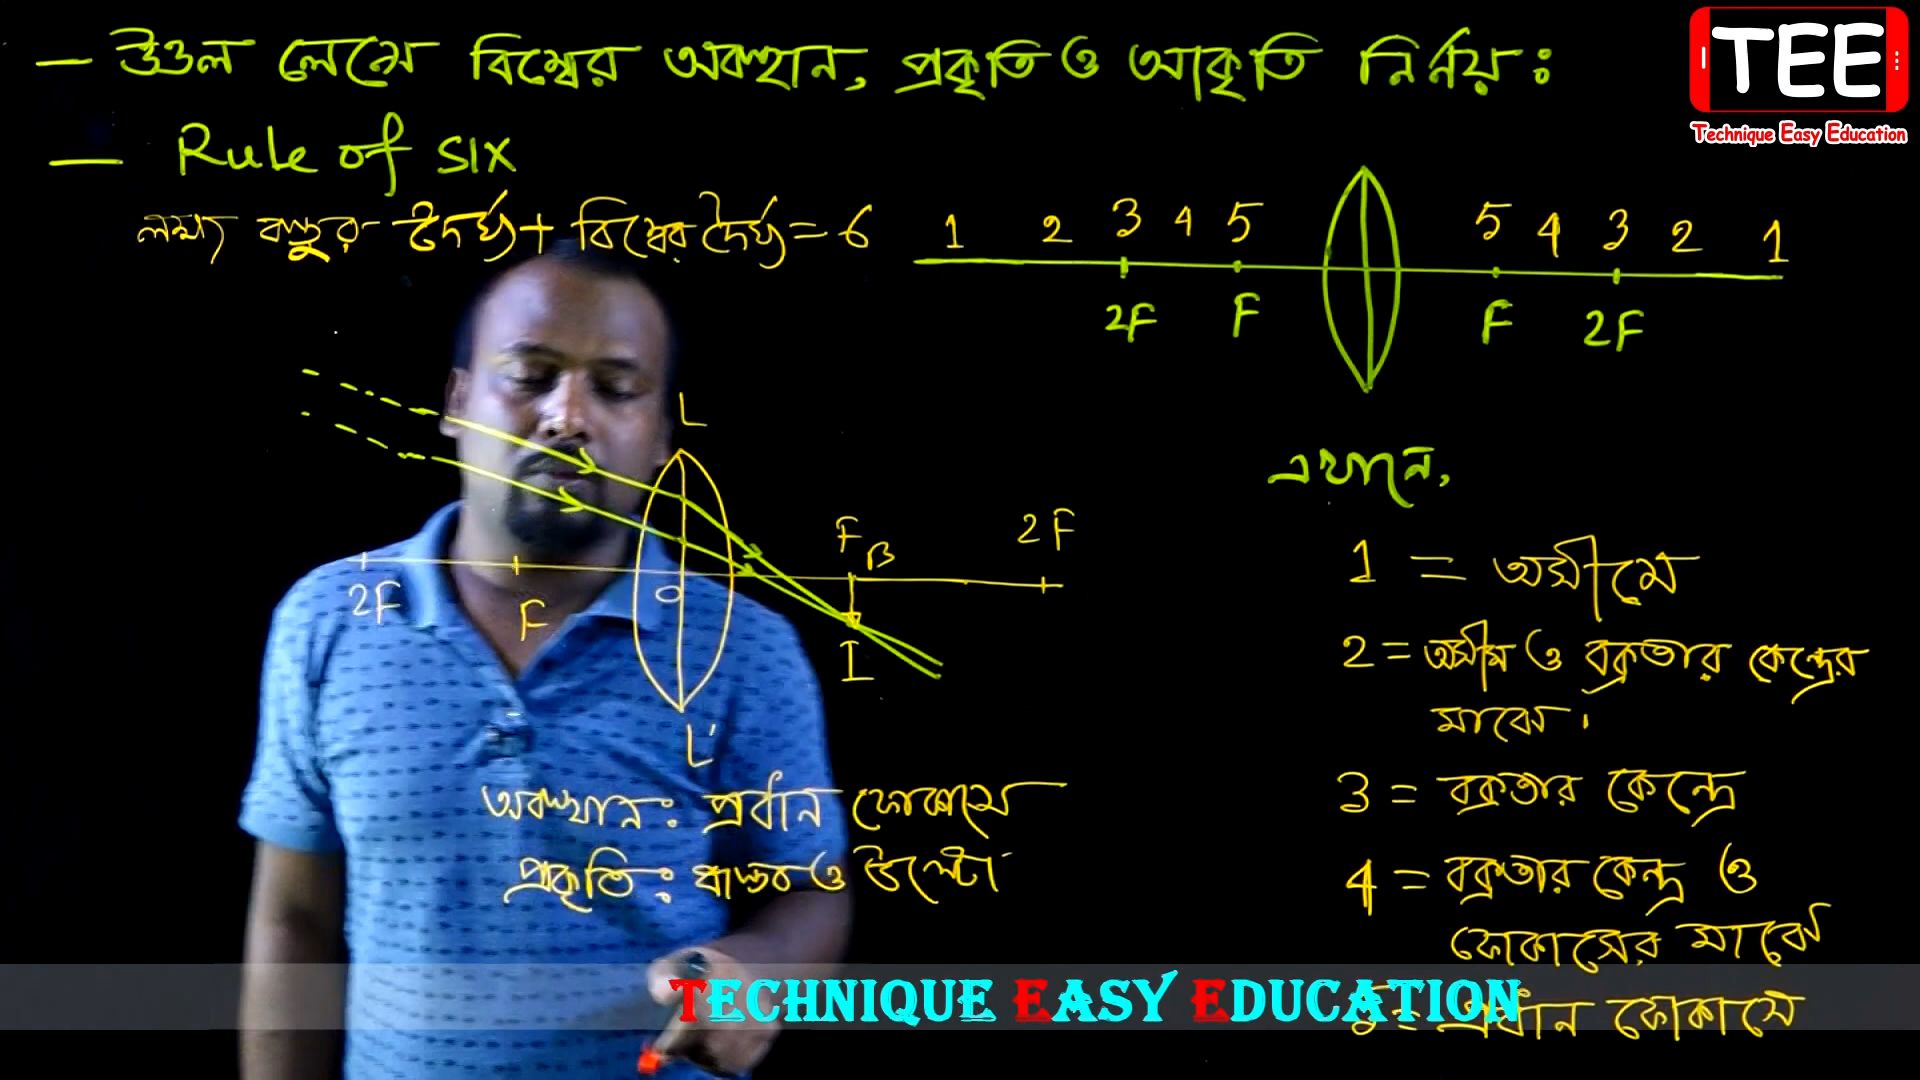 — উত্তল লেন্সে বিম্বের অবস্থান, প্রকৃতি ও আকৃতি নির্ণয় :
— Rule of six
লক্ষ্য বস্তুর দৈর্ঘ্য + বিম্বের দৈর্ঘ্য = 6
TEE
Technique Easy Education
1 2 3 4 5 5 4 3 2 1
2F F F 2F
L
F B 2F
2F F O
I
L'
অবস্থান : প্রধান ফোকাসে
প্রকৃতি : বাস্তব ও উল্টো
এখানে,
1 = অসীমে
2 = অসীম ও বক্রতার কেন্দ্রের
মাঝে ।
3 = বক্রতার কেন্দ্রে
4 = বক্রতার কেন্দ্র ও
ফোকাসের মাঝে
5 = প্রধান ফোকাসে
TECHNIQUE EASY EDUCATION